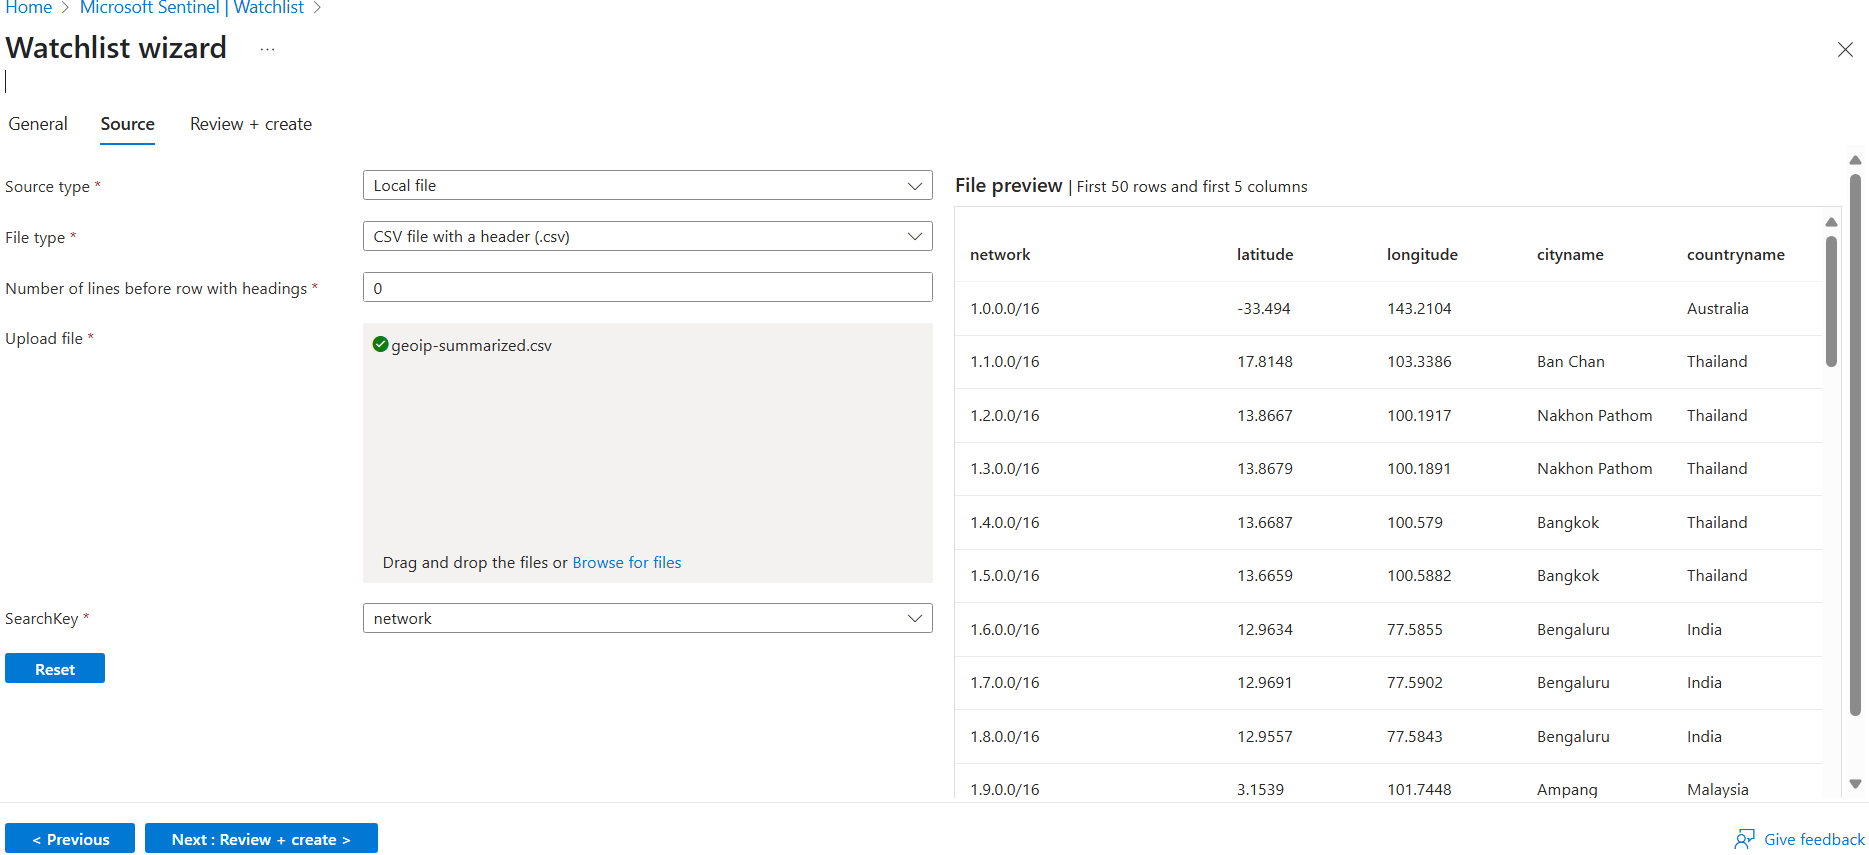 Home > Microsoft Sentinel | Watchlist >
Watchlist wizard ...
General Source Review + create
Source type * Local file
File type * CSV file with a header (.csv)
Number of lines before row with headings * 0
Upload file * geoip-summarized.csv
Drag and drop the files or Browse for files
SearchKey * network
Reset
File preview | First 50 rows and first 5 columns
network latitude longitude cityname countryname
1.0.0.0/16 -33.494 143.2104 Australia
1.1.0.0/16 17.8148 103.3386 Ban Chan Thailand
1.2.0.0/16 13.8667 100.1917 Nakhon Pathom Thailand
1.3.0.0/16 13.8679 100.1891 Nakhon Pathom Thailand
1.4.0.0/16 13.6687 100.579 Bangkok Thailand
1.5.0.0/16 13.6659 100.5882 Bangkok Thailand
1.6.0.0/16 12.9634 77.5855 Bengaluru India
1.7.0.0/16 12.9691 77.5902 Bengaluru India
1.8.0.0/16 12.9557 77.5843 Bengaluru India
1.9.0.0/16 3.1539 101.7448 Ampang Malaysia
< Previous Next : Review + create > Give feedback